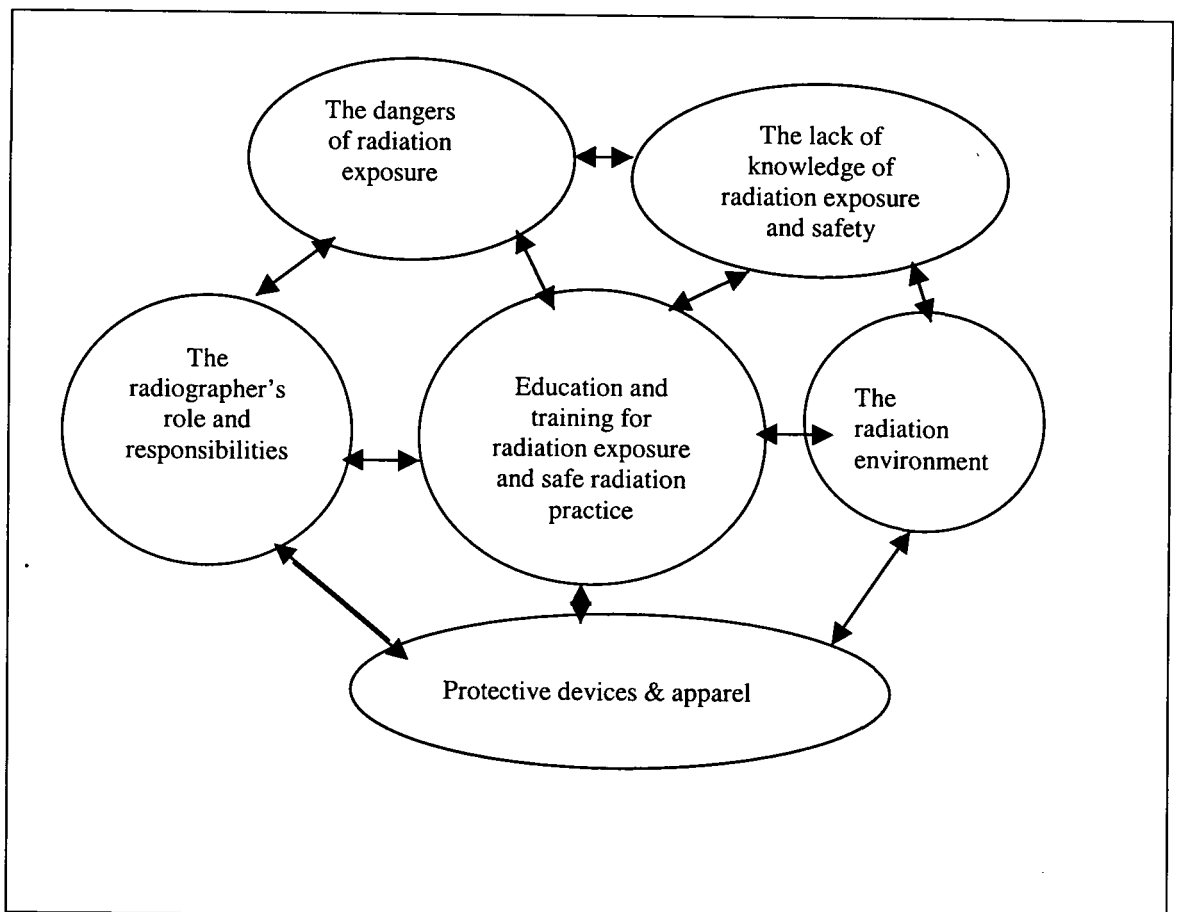 The dangers
of radiation
exposure
The lack of
knowledge of
radiation exposure
and safety
The
radiographer's
role and
responsibilities
Education and
training for
radiation exposure
and safe radiation
practice
The
radiation
environment
Protective devices & apparel